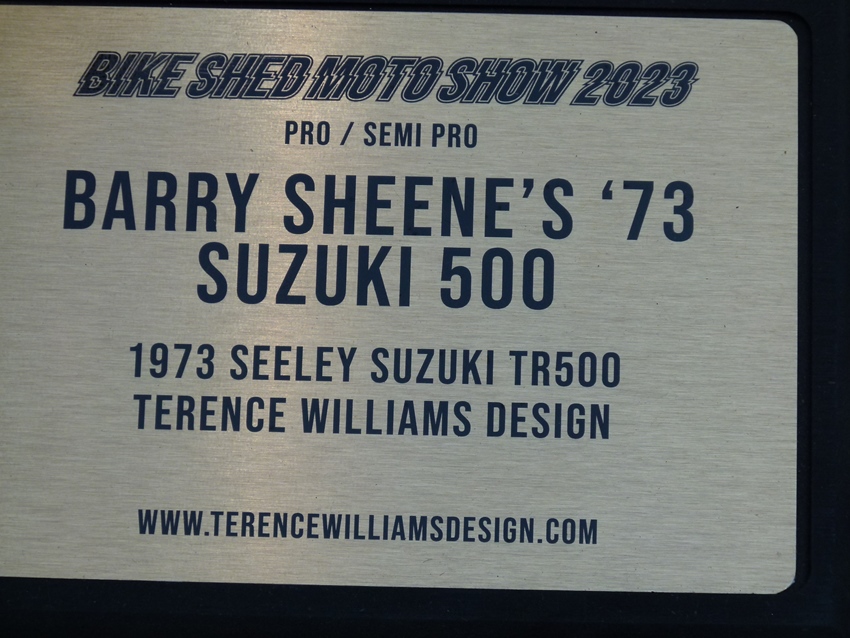 BIKE SHED MOTO SHOW 2023
PRO / SEMI PRO
BARRY SHEENE’S ‘73
SUZUKI 500
1973 SEELEY SUZUKI TR500
TERENCE WILLIAMS DESIGN
WWW.TERENCEWILLIAMSDESIGN.COM